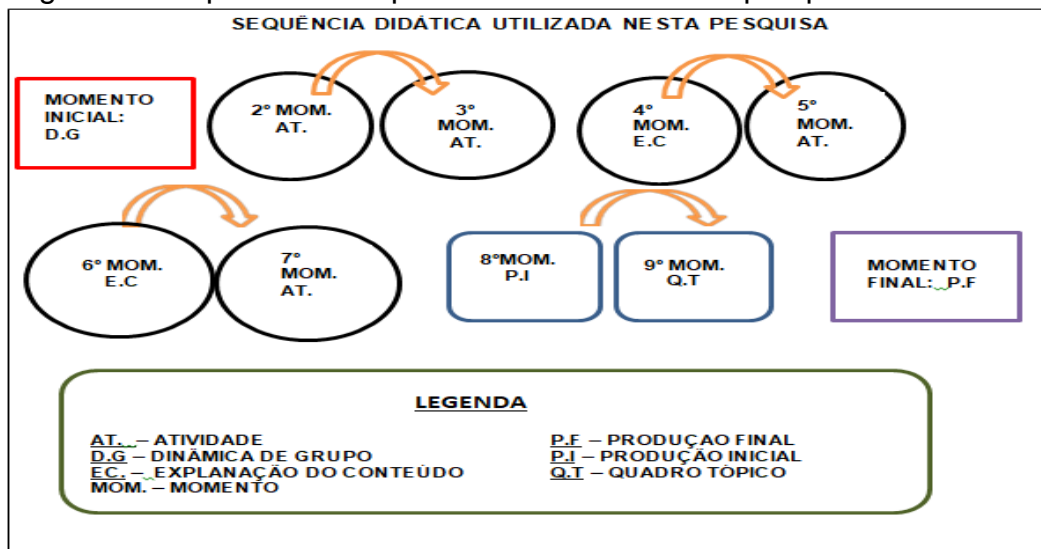 SEQUÊNCIA DIDÁTICA UTILIZADA NESTA PESQUISA
MOMENTO
INICIAL:
D.G
2º MOM.
AT.
3º
MOM.
AT.
4º
MOM.
E.C
5º
MOM.
AT.
6º MOM.
E.C
7º
MOM.
AT.
8ºMOM.
P.I
9º MOM.
Q.T
MOMENTO
FINAL: P.F
LEGENDA
AT. – ATIVIDADE
D.G – DINÂMICA DE GRUPO
EC. – EXPLANAÇÃO DO CONTEÚDO
MOM. – MOMENTO
P.F – PRODUÇAO FINAL
P.I – PRODUÇÃO INICIAL
Q.T – QUADRO TÓPICO